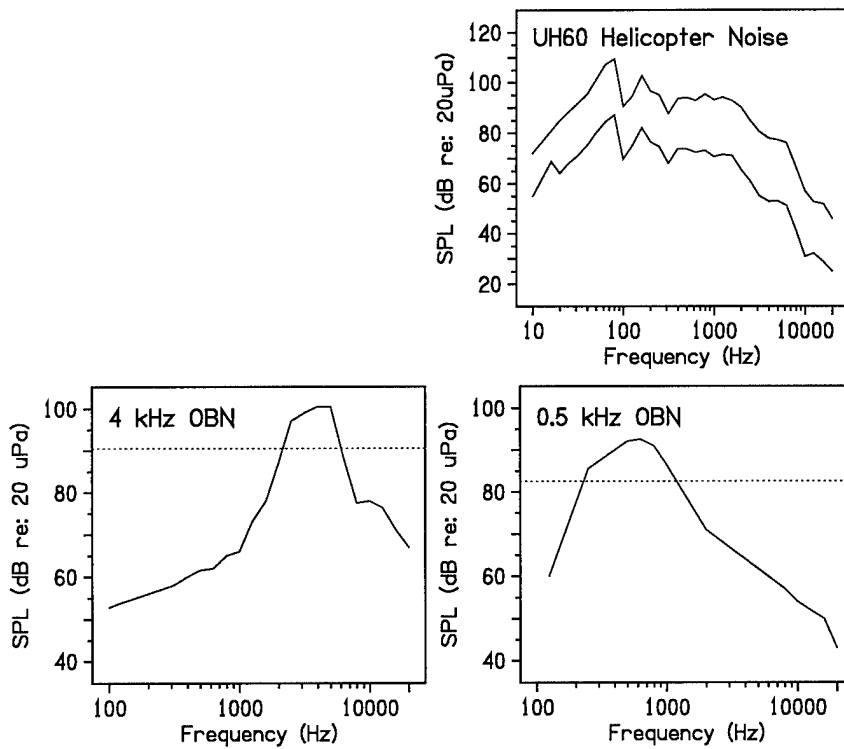 UH60 Helicopter Noise
SPL (dB re: 20uPa)
120
100
80
60
40
20
10
100
1000
10000
Frequency (Hz)
4 kHz OBN
SPL (dB re: 20 uPa)
100
80
60
40
100
1000
10000
Frequency (Hz)
0.5 kHz OBN
SPL (dB re: 20 uPa)
100
80
60
40
100
1000
10000
Frequency (Hz)